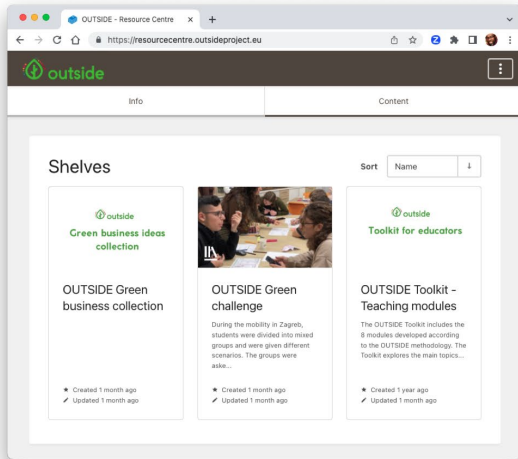 OUTSIDE - Resource Centre
https://resourcecentre.outsideproject.eu
outside
Info
Content
Shelves
Sort
Name
outside
Green business ideas
collection
OUTSIDE Green
business collection
Created 1 month ago
Updated 1 month ago
OUTSIDE Green
challenge
During the mobility in Zagreb,
students were divided into mixed
groups and were given different
scenarios. The groups were
aske...
Created 1 month ago
Updated 1 month ago
outside
Toolkit for educators
OUTSIDE Toolkit -
Teaching modules
The OUTSIDE Toolkit includes the
8 modules developed according
to the OUTSIDE methodology. The
Toolkit explores the main topics...
Created 1 year ago
Updated 1 month ago